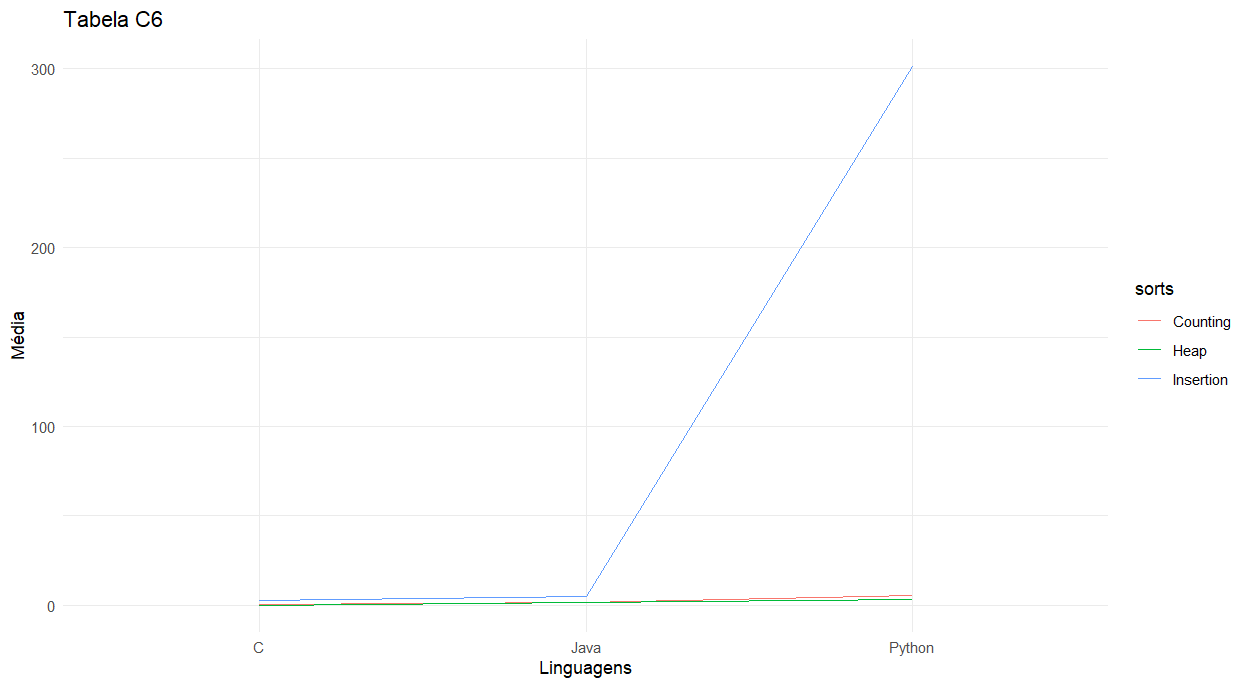 Tabela C6
300
200
100
0
Média
C
Java
Python
Linguagens
sorts
Counting
Heap
Insertion